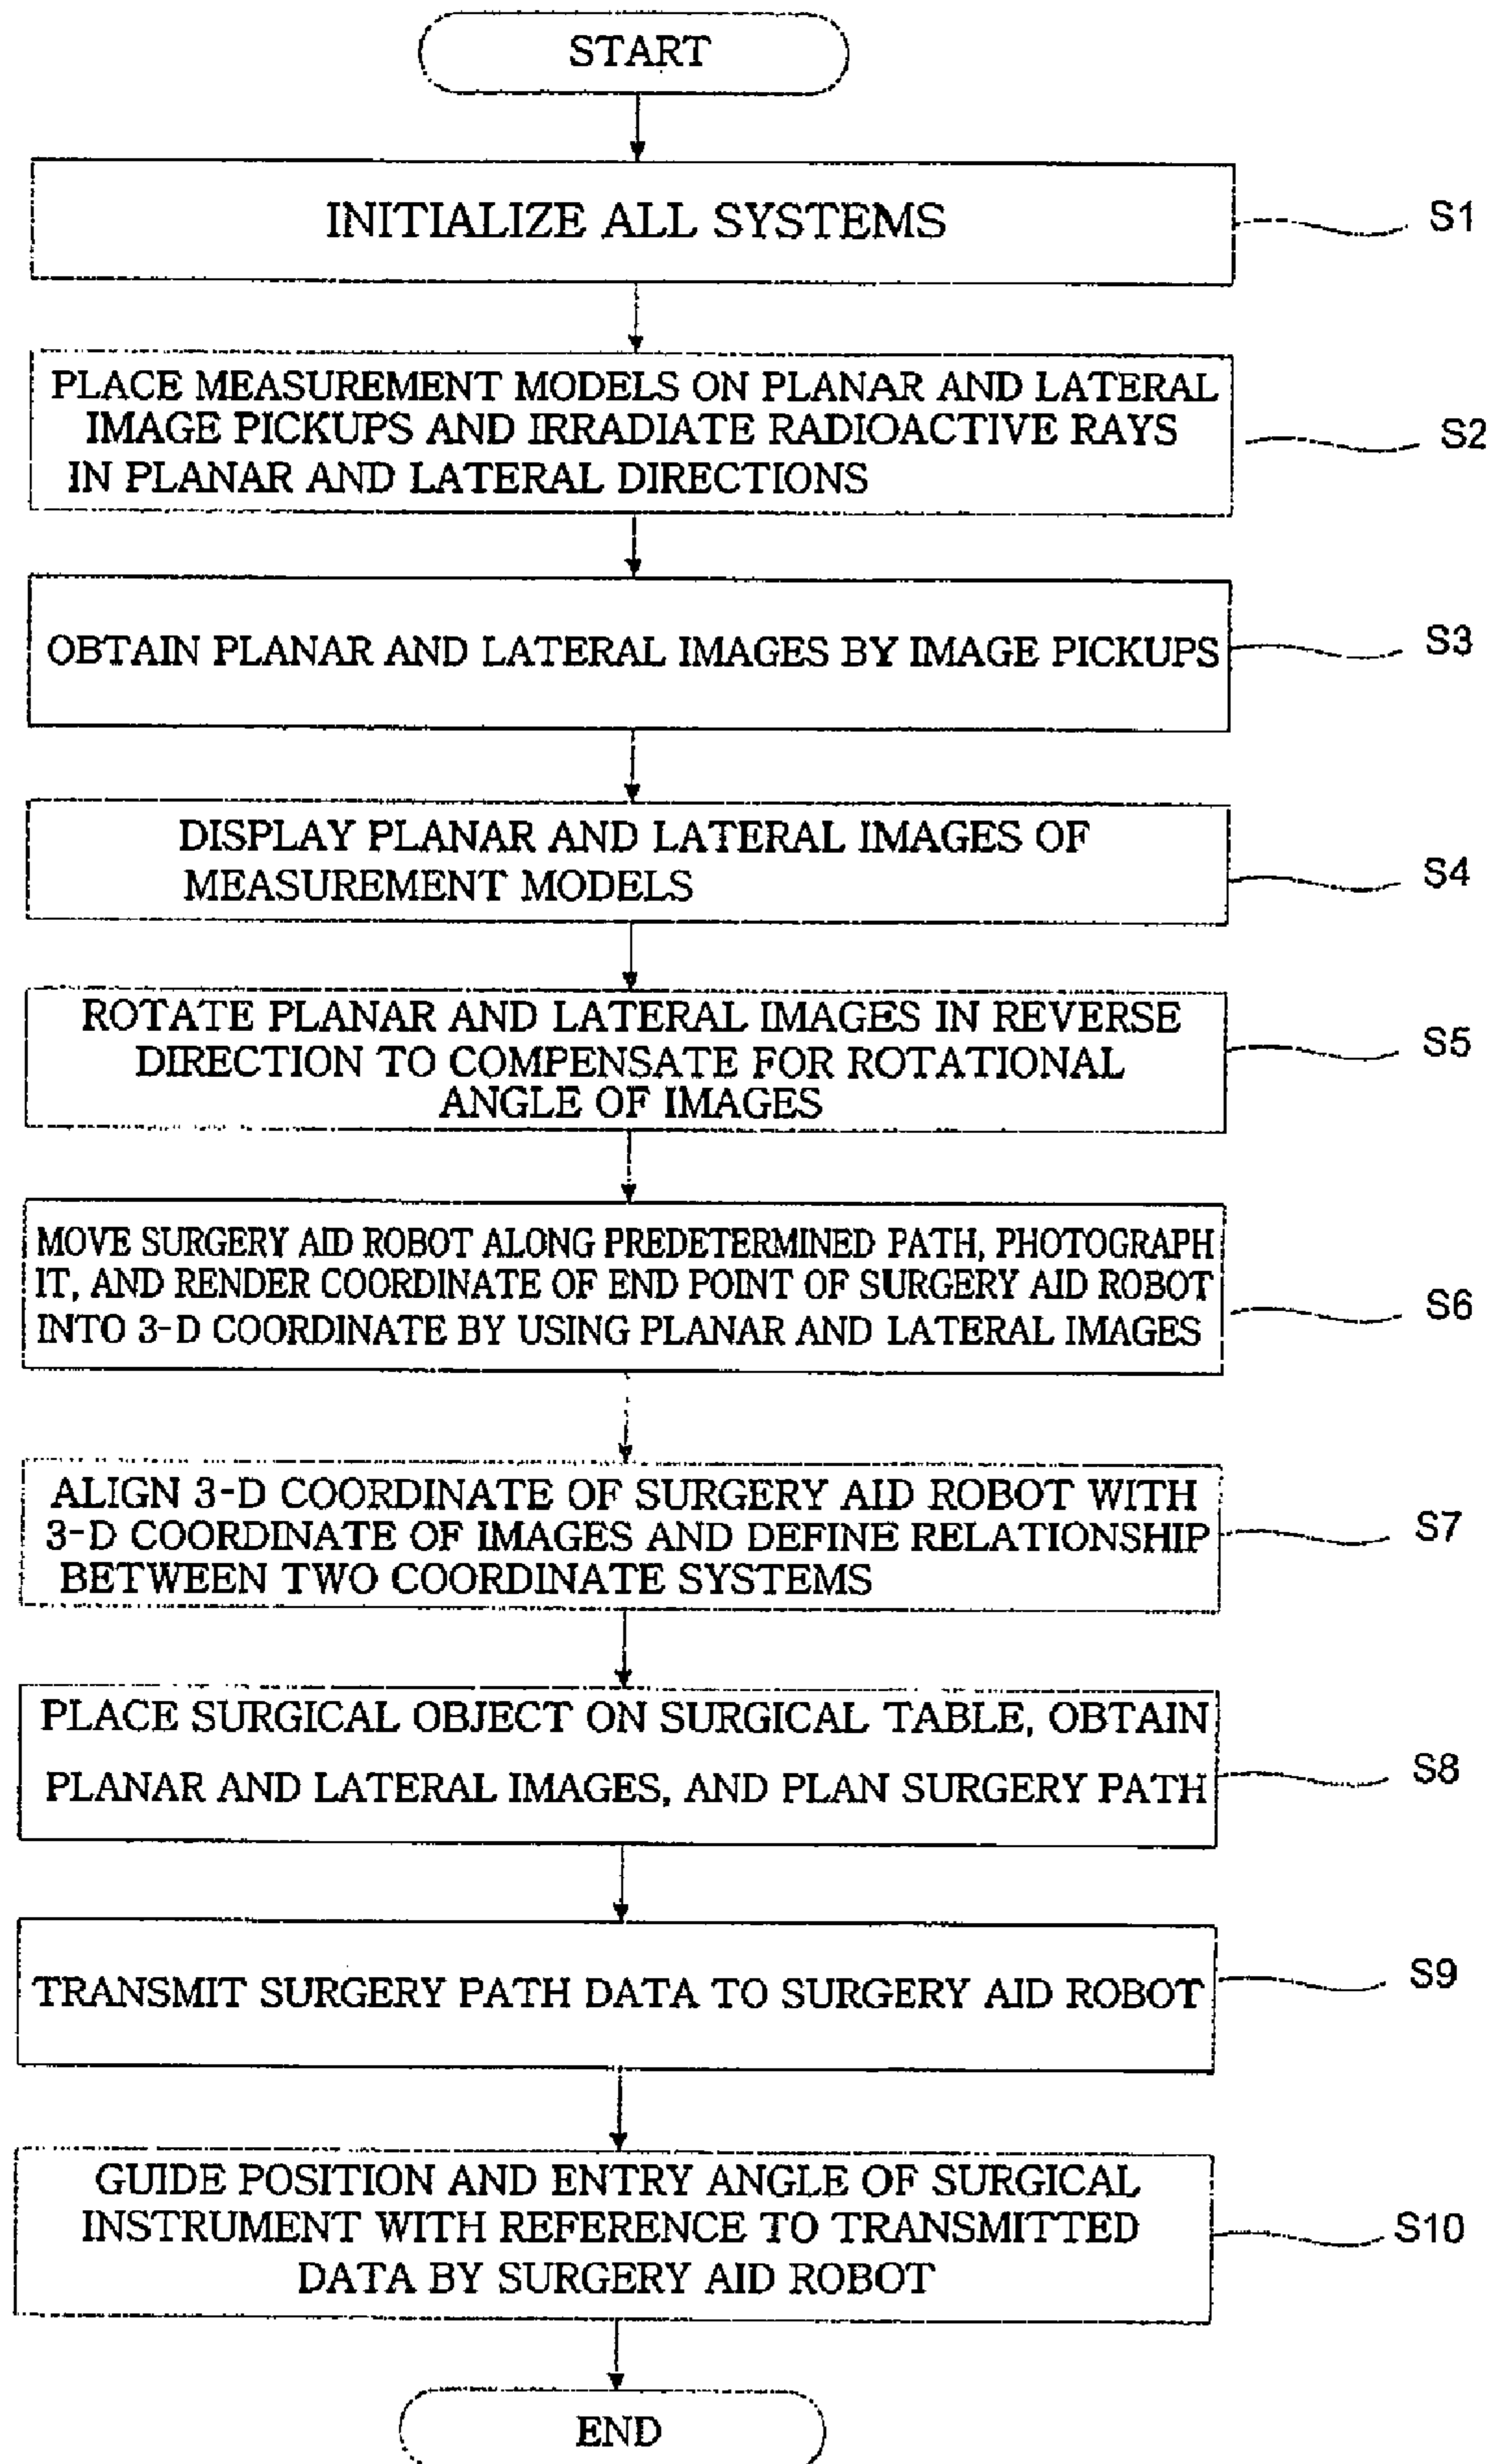 START
INITIALIZE ALL SYSTEMS
S1
PLACE MEASUREMENT MODELS ON PLANAR AND LATERAL
IMAGE PICKUPS AND IRRADIATE RADIOACTIVE RAYS
IN PLANAR AND LATERAL DIRECTIONS
S2
OBTAIN PLANAR AND LATERAL IMAGES BY IMAGE PICKUPS
S3
DISPLAY PLANAR AND LATERAL IMAGES OF
MEASUREMENT MODELS
S4
ROTATE PLANAR AND LATERAL IMAGES IN REVERSE
DIRECTION TO COMPENSATE FOR ROTATIONAL
ANGLE OF IMAGES
S5
MOVE SURGERY AID ROBOT ALONG PREDETERMINED PATH, PHOTOGRAPH
IT, AND RENDER COORDINATE OF END POINT OF SURGERY AID ROBOT
INTO 3-D COORDINATE BY USING PLANAR AND LATERAL IMAGES
S6
ALIGN 3-D COORDINATE OF SURGERY AID ROBOT WITH
3-D COORDINATE OF IMAGES AND DEFINE RELATIONSHIP
BETWEEN TWO COORDINATE SYSTEMS
S7
PLACE SURGICAL OBJECT ON SURGICAL TABLE, OBTAIN
PLANAR AND LATERAL IMAGES, AND PLAN SURGERY PATH
S8
TRANSMIT SURGERY PATH DATA TO SURGERY AID ROBOT
S9
GUIDE POSITION AND ENTRY ANGLE OF SURGICAL
INSTRUMENT WITH REFERENCE TO TRANSMITTED
DATA BY SURGERY AID ROBOT
S10
END